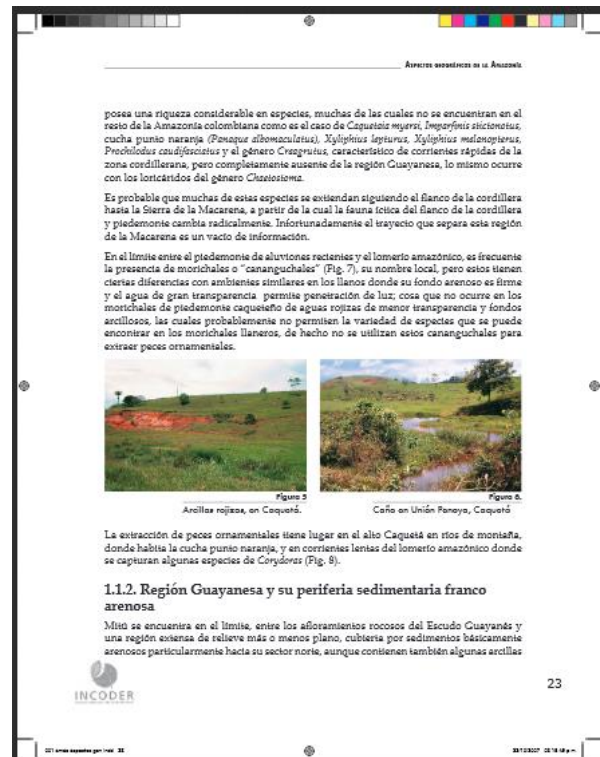 ASPECTOS GEOGRÁFICOS DE LA AMAZONÍA
posea una riqueza considerable en especies, muchas de las cuales no se encuentran en el
resto de la Amazonia colombiana como es el caso de Caquetaia myersi, Imparfinis stictonotus,
cucha punto naranja (Panaque albomaculatus), Xyliphius lepturus, Xyliphius melanopterus,
Prochilodus caudifasciatus y el género Creagrutus, característico de corrientes rápidas de la
zona cordillerana, pero completamente ausente de la región Guayanesa, lo mismo ocurre
con los loricáridos del género Chaetostoma.
Es probable que muchas de estas especies se extiendan siguiendo el flanco de la cordillera
hasta la Sierra de la Macarena, a partir de la cual la fauna íctica del flanco de la cordillera
y piedemonte cambia radicalmente. Infortunadamente el trayecto que separa esta región
de la Macarena es un vacío de información.
En el límite entre el piedemonte de aluviones recientes y el lomerío amazónico, es frecuente
la presencia de morichales o "cananguchales" (Fig. 7), su nombre local, pero estos tienen
ciertas diferencias con ambientes similares en los llanos donde su fondo arenoso es firme
y el agua de gran transparencia permite penetración de luz; cosa que no ocurre en los
morichales de piedemonte caqueteño de aguas rojizas de menor transparencia y fondos
arcillosos, las cuales probablemente no permiten la variedad de especies que se puede
encontrar en los morichales llaneros, de hecho no se utilizan estos cananguchales para
extraer peces ornamentales.
Figura 5
Arcillas rojizas, en Caquetá.
Figura 6.
Caño en Unión Peneya, Caquetá
La extracción de peces ornamentales tiene lugar en el alto Caquetá en ríos de montaña,
donde habita la cucha punto naranja, y en corrientes lentas del lomerío amazónico donde
se capturan algunas especies de Corydoras (Fig. 8).
1.1.2. Región Guayanesa y su periferia sedimentaria franco
arenosa
Mitú se encuentra en el límite, entre los afloramientos rocosos del Escudo Guayanés y
una región extensa de relieve más o menos plano, cubierta por sedimentos básicamente
arenosos particularmente hacia su sector norte, aunque contienen también algunas arcillas
INCODER
23